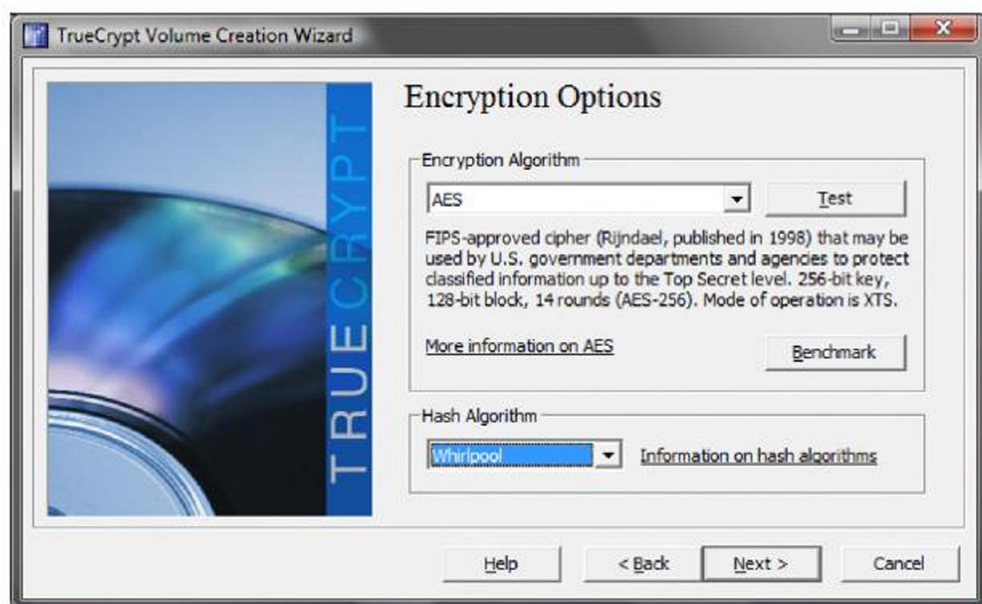 TrueCrypt Volume Creation Wizard
TRUECRYPT
Encryption Options
Encryption Algorithm
AES
Test
FIPS-approved cipher (Rijndael, published in 1998) that may be
used by U.S. government departments and agencies to protect
classified information up to the Top Secret level. 256-bit key,
128-bit block, 14 rounds (AES-256). Mode of operation is XTS.
More information on AES
Benchmark
Hash Algorithm
Whirlpool
Information on hash algorithms
Help
< Back
Next >
Cancel